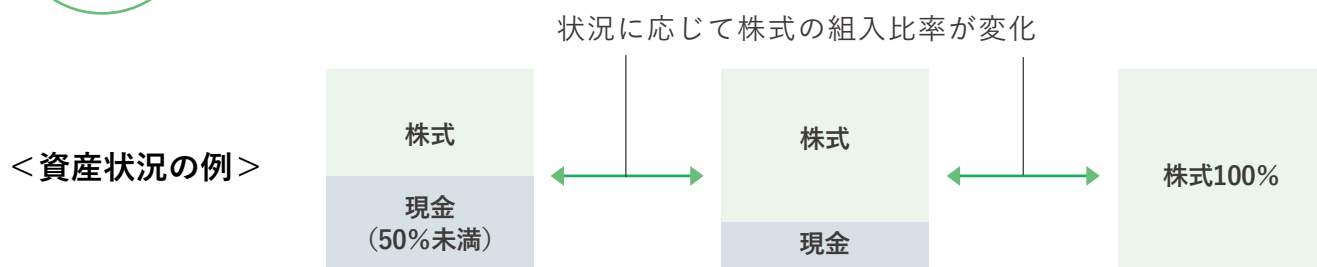 状況に応じて株式の組入比率が変化
＜資産状況の例＞
株式
現金
（50%未満）
株式
現金
株式100%